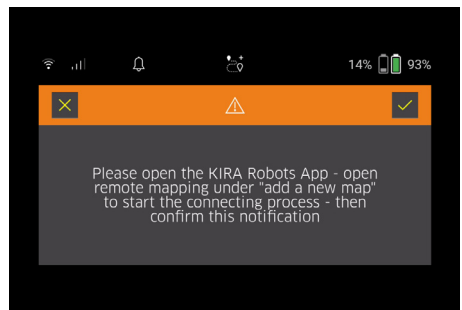 14% 93%
Please open the KIRA Robots App - open
remote mapping under "add a new map"
to start the connecting process - then
confirm this notification